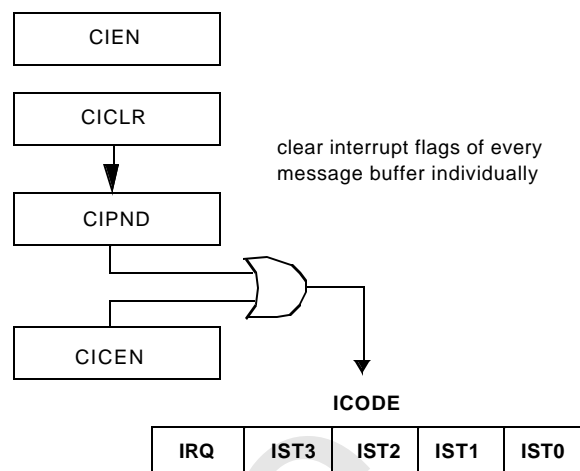 CIEN
CICLR
clear interrupt flags of every
message buffer individually
CIPND
CICEN
ICODE
IRQ IST3 IST2 IST1 IST0